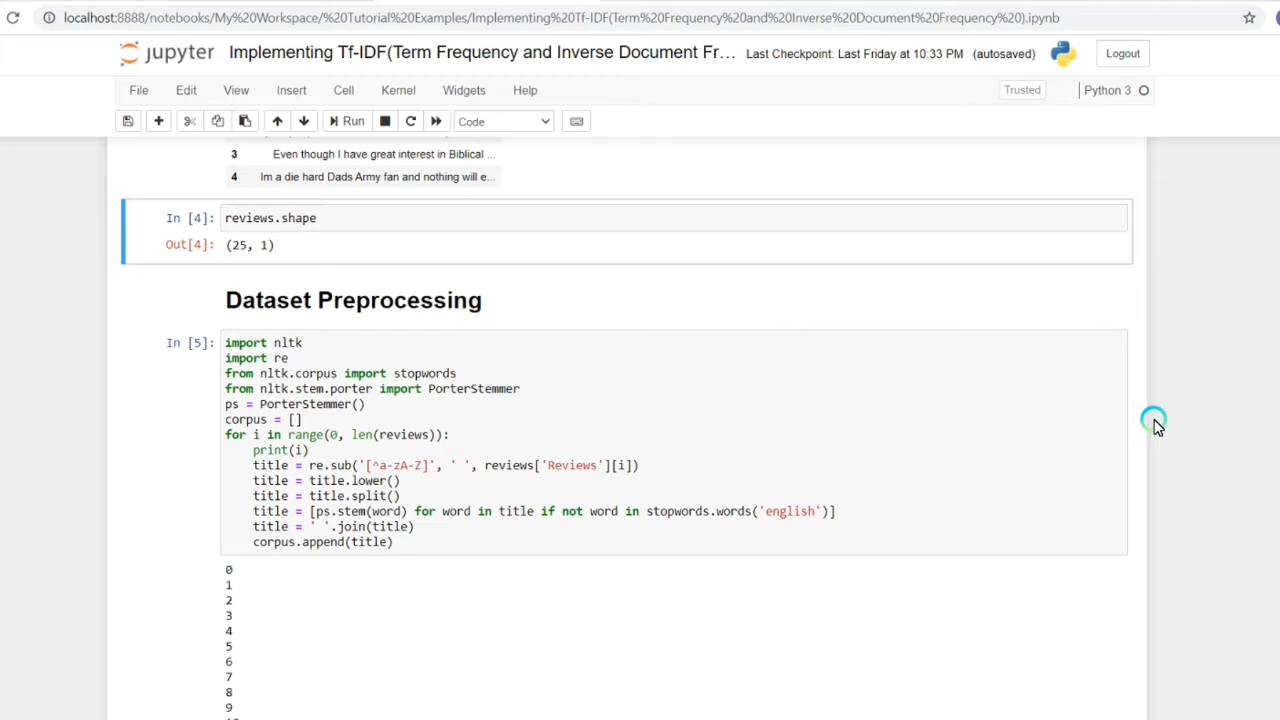 localhost:8888/notebooks/My%20Workspace/%20Tutorial%20Examples/Implementing%20Tf-IDF(Term%20Frequency%20and%20Inverse%20Document%20Frequency%20).ipynb
jupyter Implementing Tf-IDF(Term Frequency and Inverse Document Fr... Last Checkpoint: Last Friday at 10:33 PM (autosaved) Logout
File Edit View Insert Cell Kernel Widgets Help Trusted Python 3
Run Code
3 Even though I have great interest in Biblical ...
4 Im a die hard Dads Army fan and nothing will e...
In [4]: reviews.shape
Out[4]: (25, 1)
Dataset Preprocessing
In [5]: import nltk
import re
from nltk.corpus import stopwords
from nltk.stem.porter import PorterStemmer
ps = PorterStemmer()
corpus = []
for i in range(0, len(reviews)):
    print(i)
    title = re.sub('[^a-zA-Z]', ' ', reviews['Reviews'][i])
    title = title.lower()
    title = title.split()
    title = [ps.stem(word) for word in title if not word in stopwords.words('english')]
    title = ' '.join(title)
    corpus.append(title)
0
1
2
3
4
5
6
7
8
9